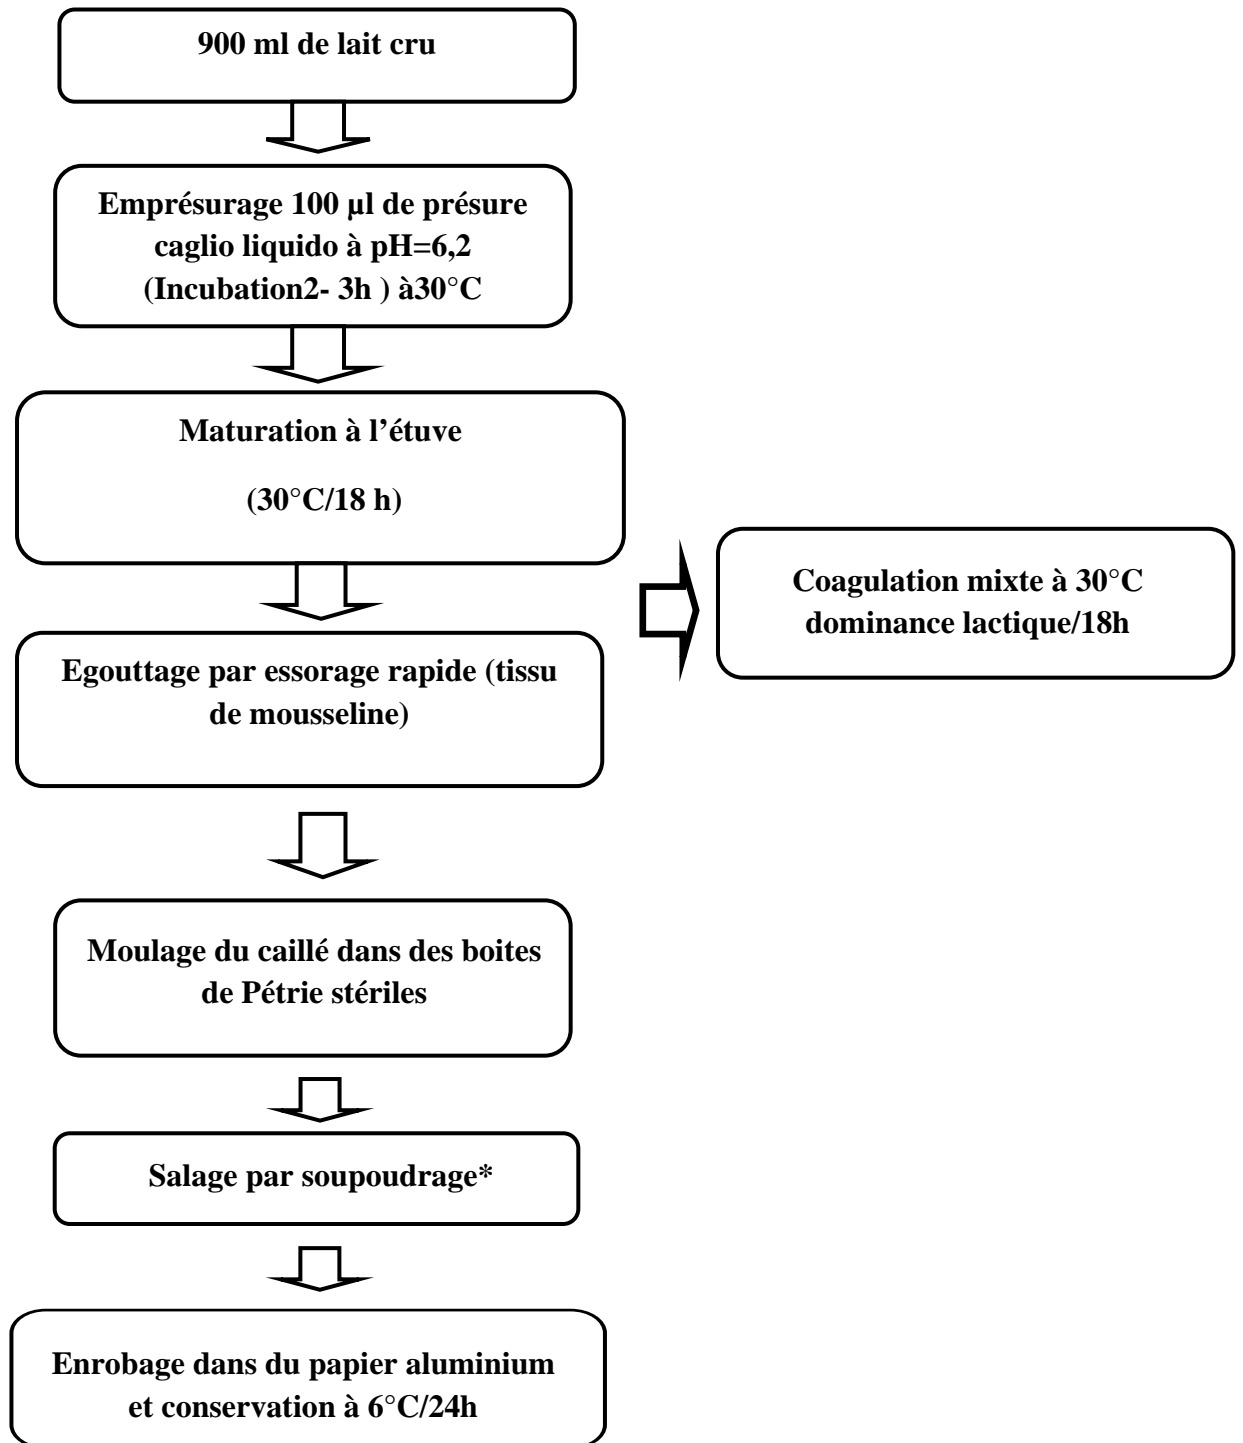 900 ml de lait cru
Emprésurage 100 µl de présure
caglio liquido à pH=6,2
(Incubation2- 3h ) à30°C
Maturation à l’étuve
(30°C/18 h)
Coagulation mixte à 30°C
dominance lactique/18h
Egouttage par essorage rapide (tissu
de mousseline)
Moulage du caillé dans des boites
de Pétrie stériles
Salage par soupoudrage*
Enrobage dans du papier aluminium
et conservation à 6°C/24h